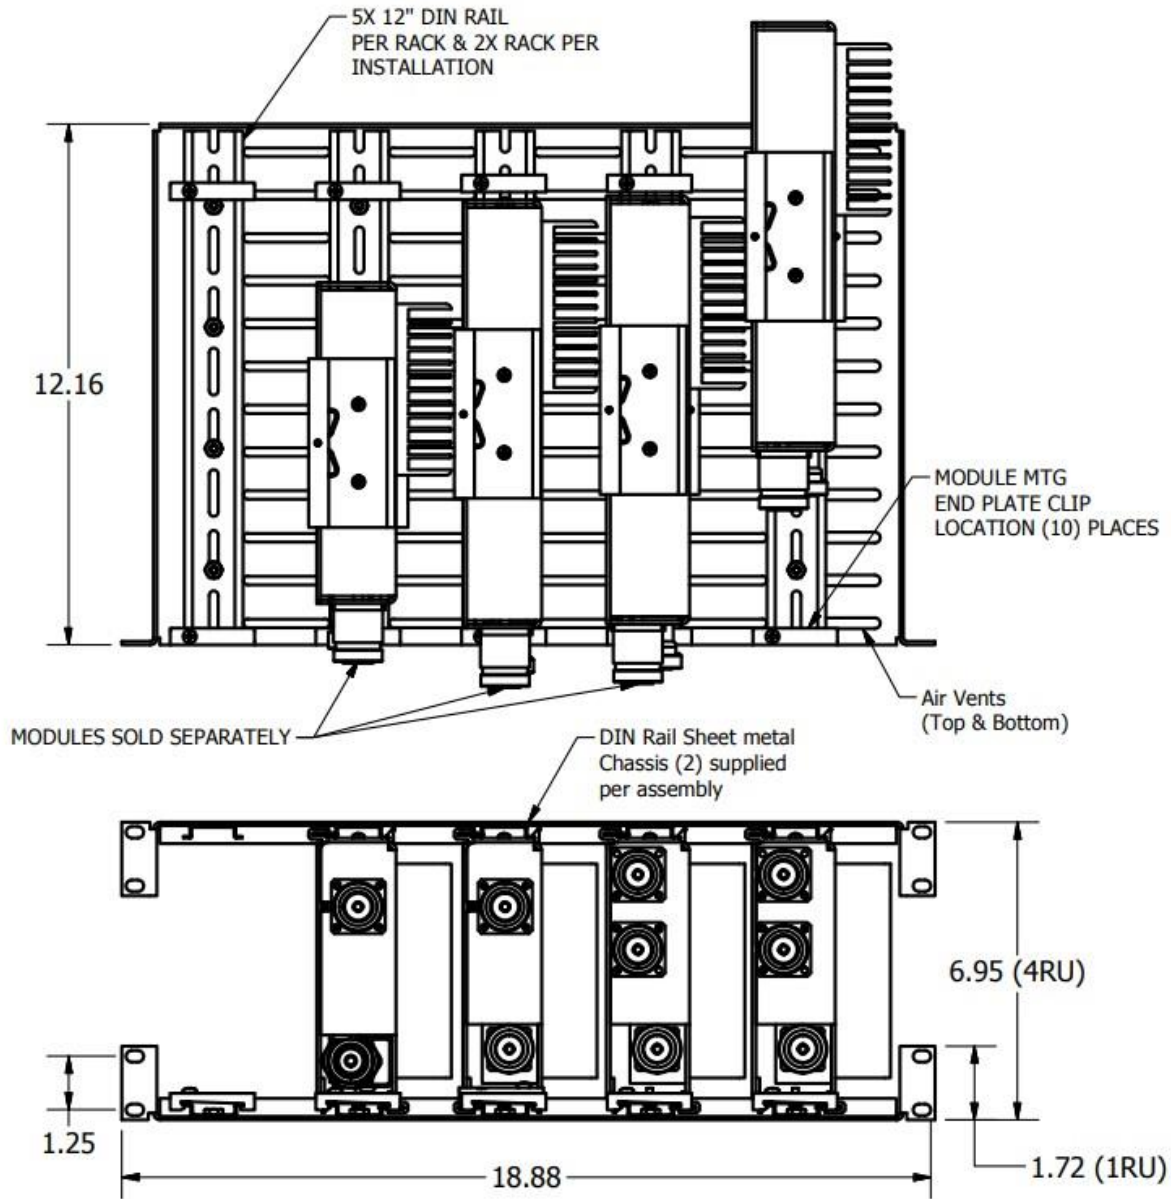 5X 12" DIN RAIL
PER RACK & 2X RACK PER
INSTALLATION
12.16
MODULE MTG
END PLATE CLIP
LOCATION (10) PLACES
Air Vents
(Top & Bottom)
MODULES SOLD SEPARATELY
DIN Rail Sheet metal
Chassis (2) supplied
per assembly
6.95 (4RU)
1.25
18.88
1.72 (1RU)